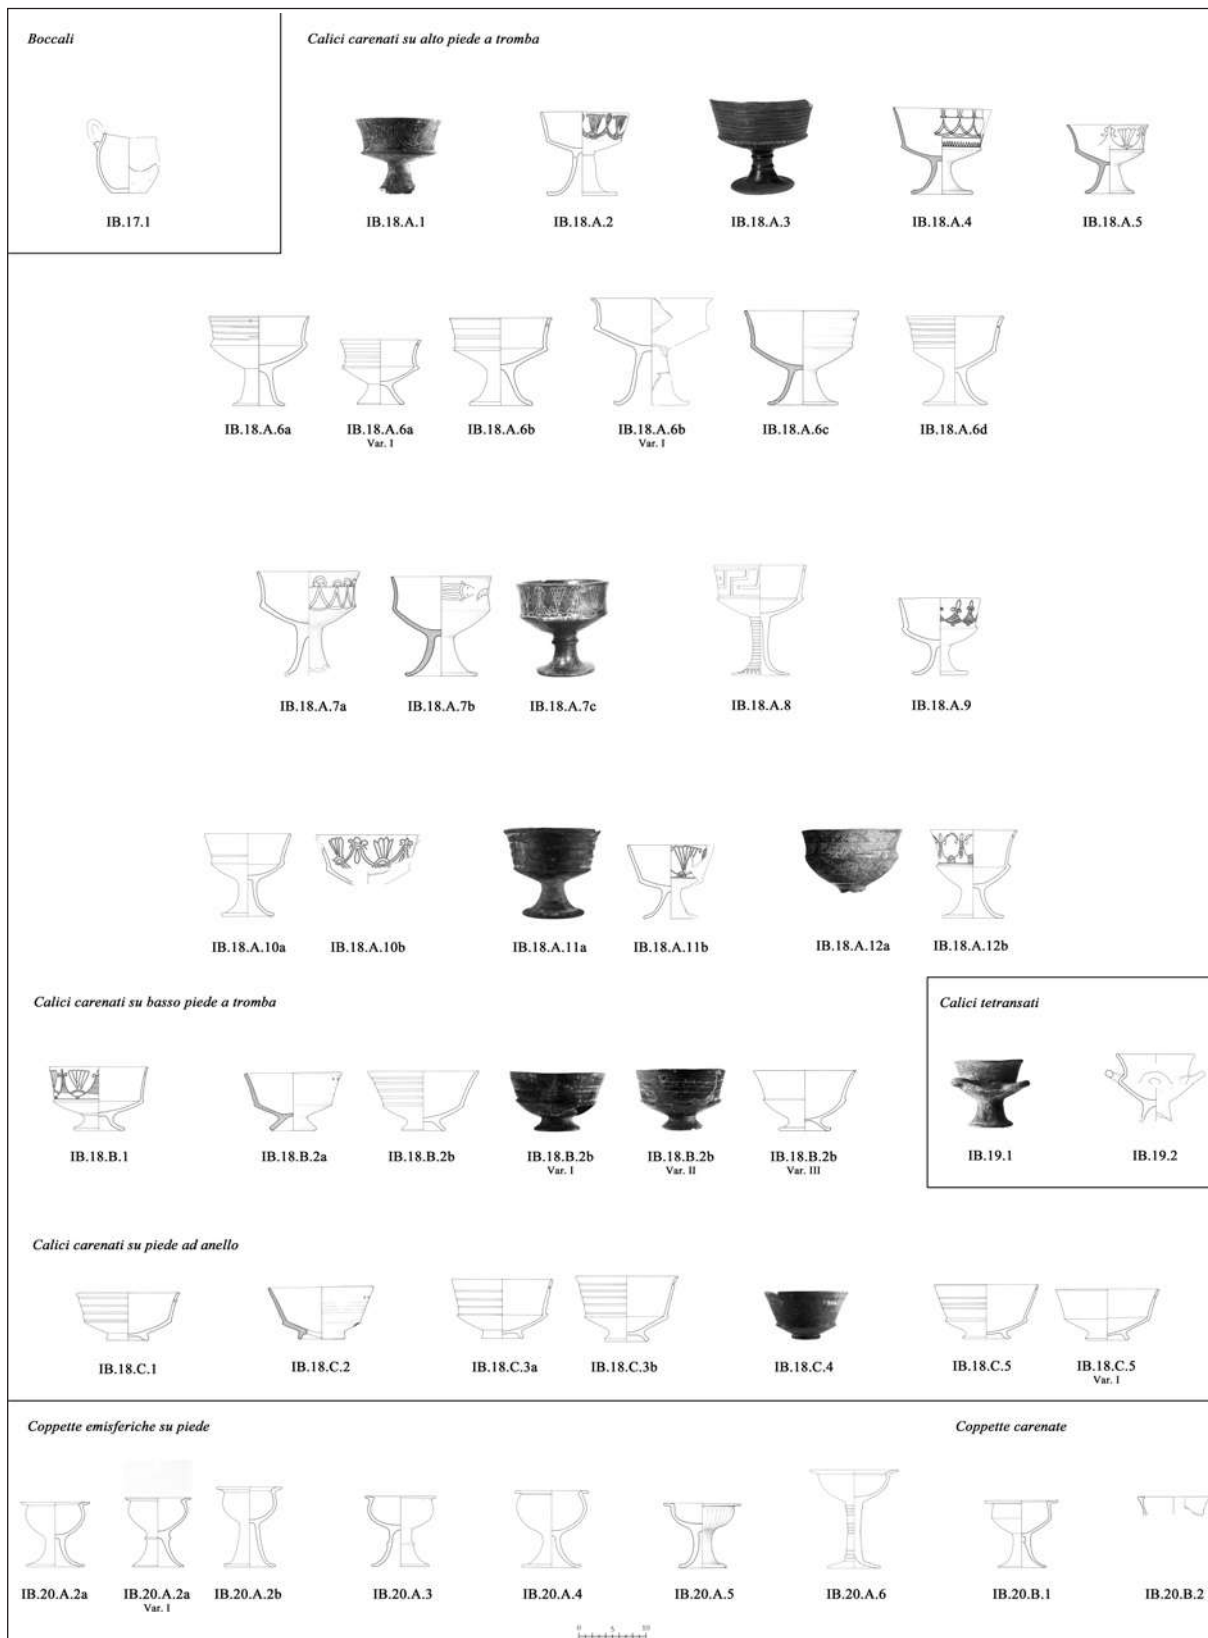 Boccali
Calici carenati su alto piede a tromba
IB.17.1
IB.18.A.1
IB.18.A.2
IB.18.A.3
IB.18.A.4
IB.18.A.5
IB.18.A.6a
IB.18.A.6a
Var. I
IB.18.A.6b
IB.18.A.6b
Var. I
IB.18.A.6c
IB.18.A.6d
IB.18.A.7a
IB.18.A.7b
IB.18.A.7c
IB.18.A.8
IB.18.A.9
IB.18.A.10a
IB.18.A.10b
IB.18.A.11a
IB.18.A.11b
IB.18.A.12a
IB.18.A.12b
Calici carenati su basso piede a tromba
IB.18.B.1
IB.18.B.2a
IB.18.B.2b
IB.18.B.2b
Var. I
IB.18.B.2b
Var. II
IB.18.B.2b
Var. III
Calici tetransati
IB.19.1
IB.19.2
Calici carenati su piede ad anello
IB.18.C.1
IB.18.C.2
IB.18.C.3a
IB.18.C.3b
IB.18.C.4
IB.18.C.5
IB.18.C.5
Var. I
Coppette emisferiche su piede
IB.20.A.2a
IB.20.A.2a
Var. I
IB.20.A.2b
IB.20.A.3
IB.20.A.4
IB.20.A.5
IB.20.A.6
Coppette carenate
IB.20.B.1
IB.20.B.2
0 5 10